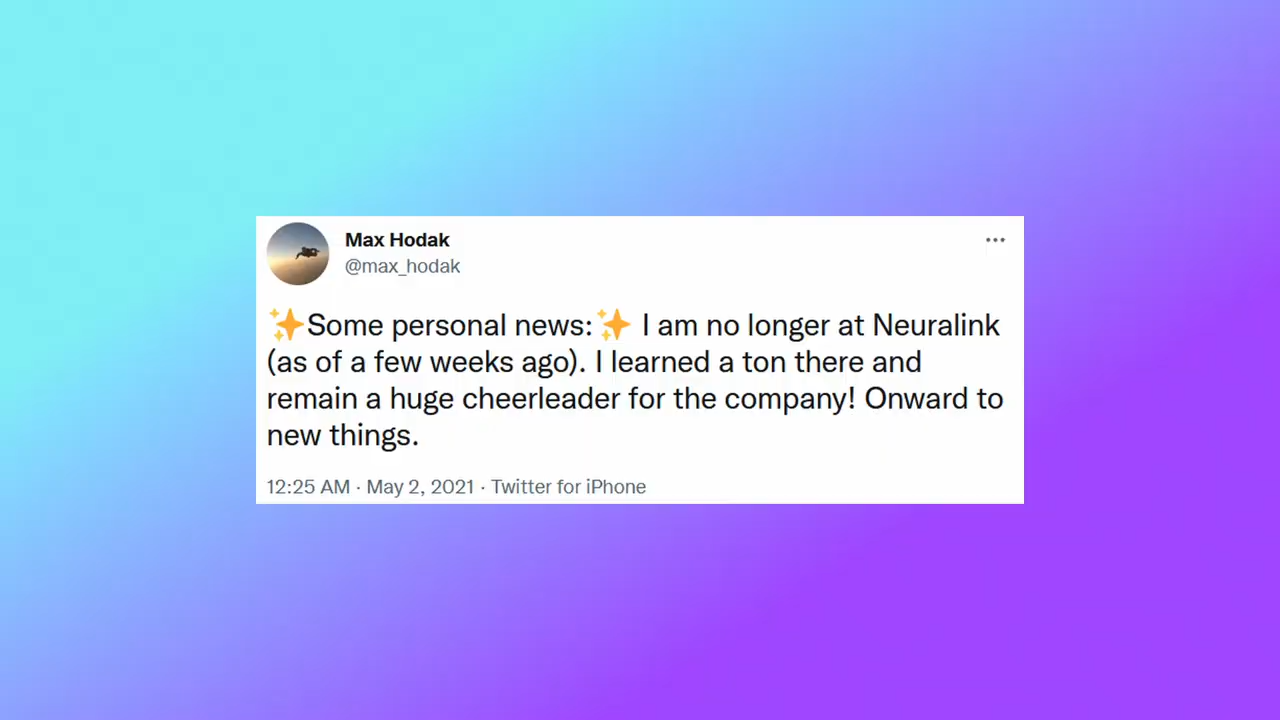 Max Hodak
@max_hodak
✨Some personal news:✨ I am no longer at Neuralink
(as of a few weeks ago). I learned a ton there and
remain a huge cheerleader for the company! Onward to
new things.
12:25 AM · May 2, 2021 · Twitter for iPhone